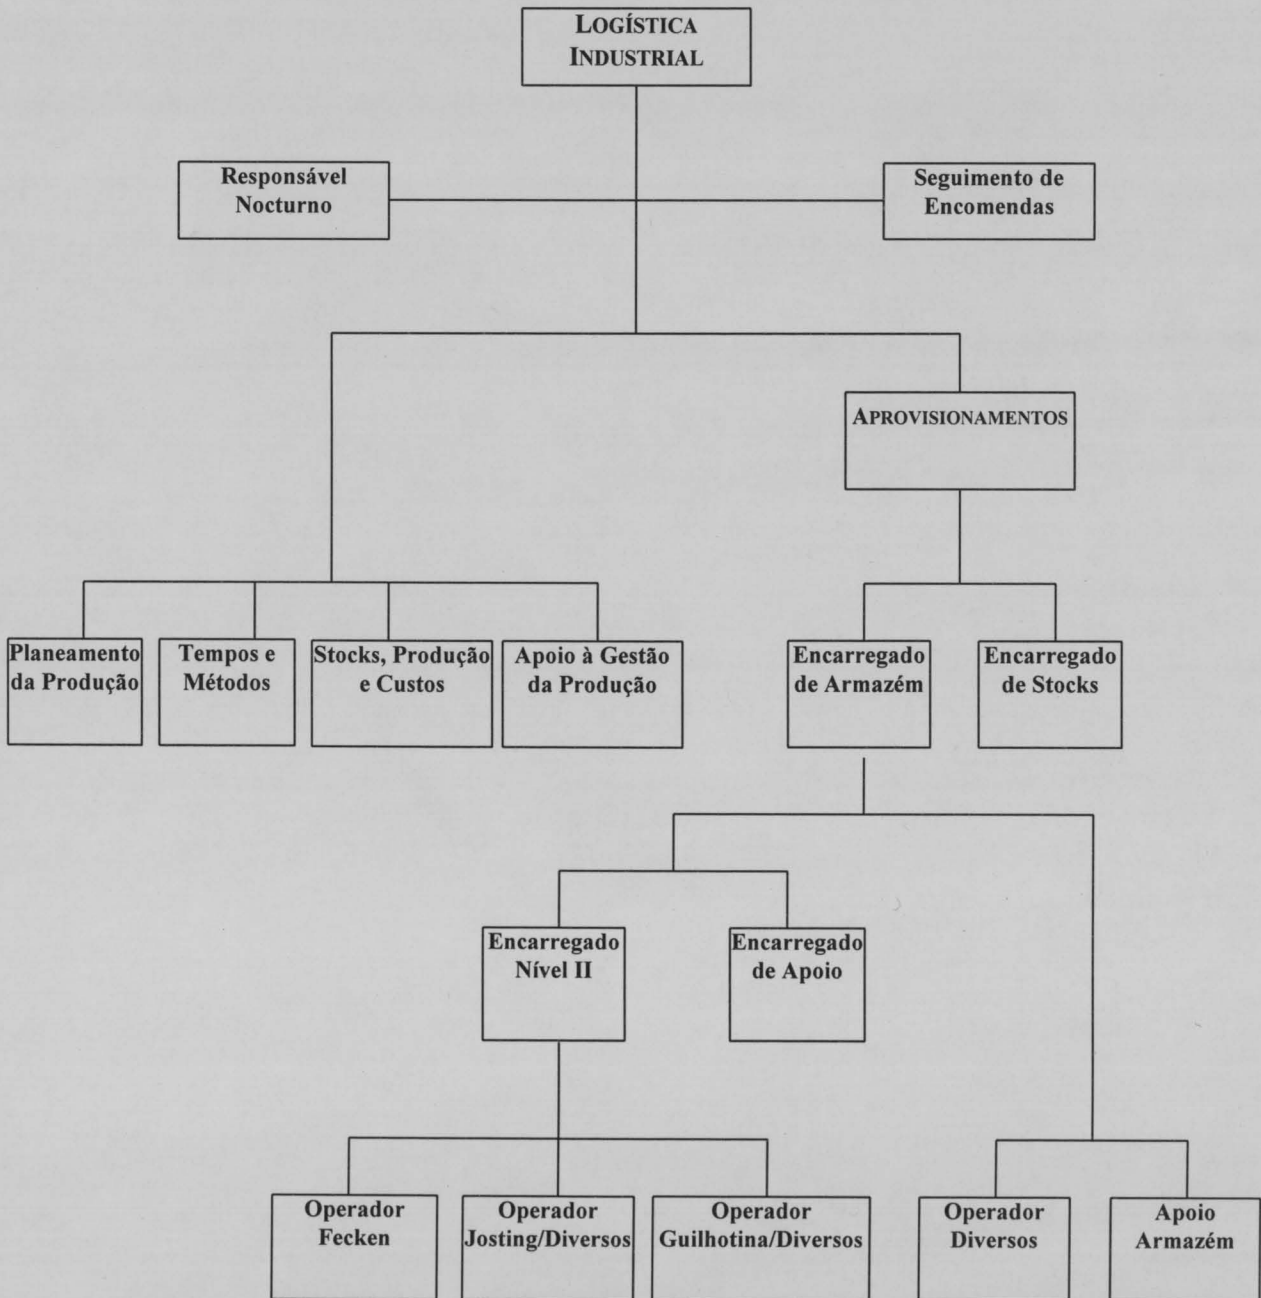 LOGÍSTICA
INDUSTRIAL
Responsável
Nocturno
Seguimento de
Encomendas
APROVISIONAMENTOS
Planeamento
da Produção
Tempos e
Métodos
Stocks, Produção
e Custos
Apoio à Gestão
da Produção
Encarregado
de Armazém
Encarregado
de Stocks
Encarregado
Nível II
Encarregado
de Apoio
Operador
Fecken
Operador
Josting/Diversos
Operador
Guilhotina/Diversos
Operador
Diversos
Apoio
Armazém